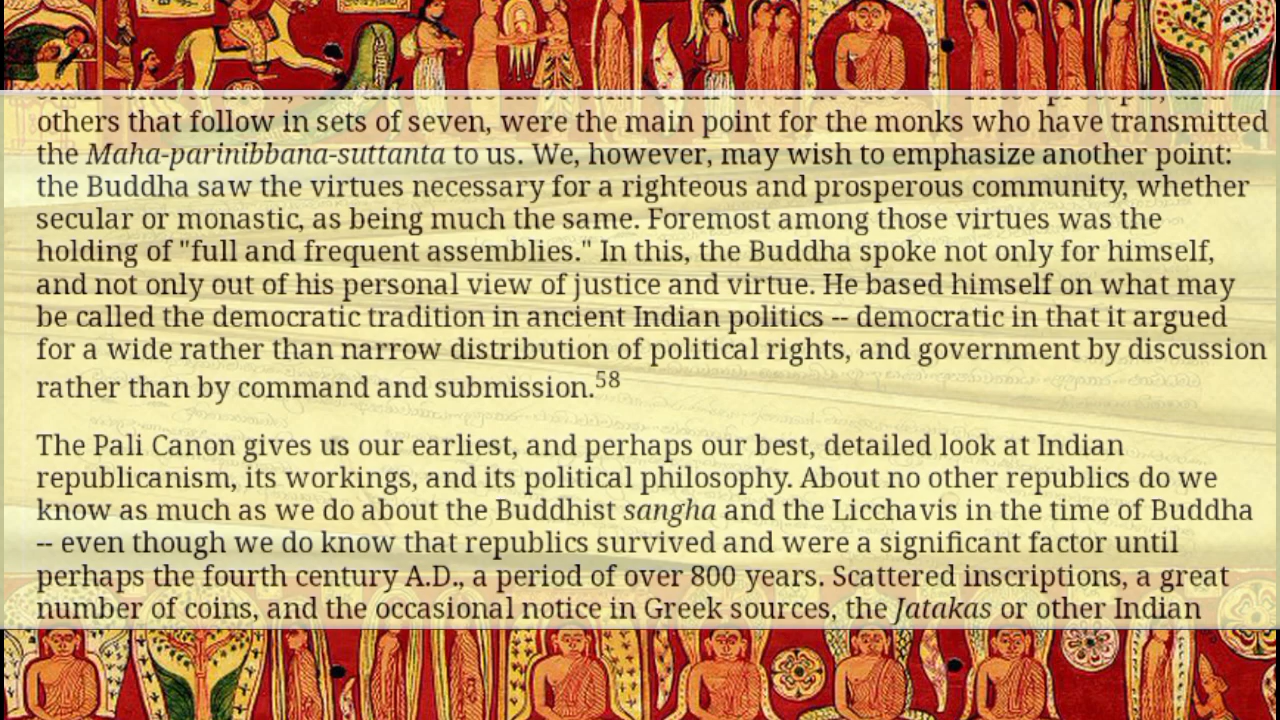 others that follow in sets of seven, were the main point for the monks who have transmitted
the Maha-parinibbana-suttanta to us. We, however, may wish to emphasize another point:
the Buddha saw the virtues necessary for a righteous and prosperous community, whether
secular or monastic, as being much the same. Foremost among those virtues was the
holding of "full and frequent assemblies." In this, the Buddha spoke not only for himself,
and not only out of his personal view of justice and virtue. He based himself on what may
be called the democratic tradition in ancient Indian politics -- democratic in that it argued
for a wide rather than narrow distribution of political rights, and government by discussion
rather than by command and submission.58
The Pali Canon gives us our earliest, and perhaps our best, detailed look at Indian
republicanism, its workings, and its political philosophy. About no other republics do we
know as much as we do about the Buddhist sangha and the Licchavis in the time of Buddha
-- even though we do know that republics survived and were a significant factor until
perhaps the fourth century A.D., a period of over 800 years. Scattered inscriptions, a great
number of coins, and the occasional notice in Greek sources, the Jatakas or other Indian